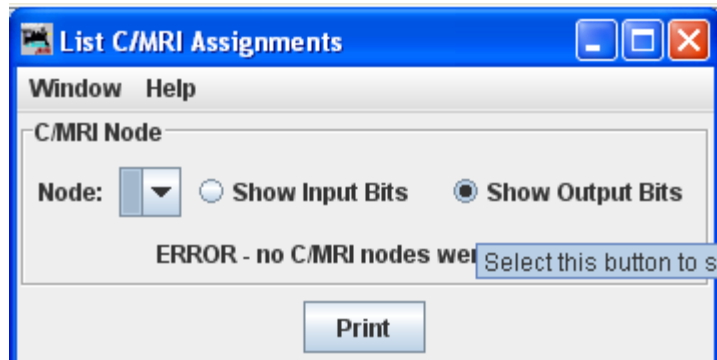 List C/MRI Assignments
Window Help
C/MRI Node
Node: Show Input Bits Show Output Bits
ERROR - no C/MRI nodes
Select this button to
Print